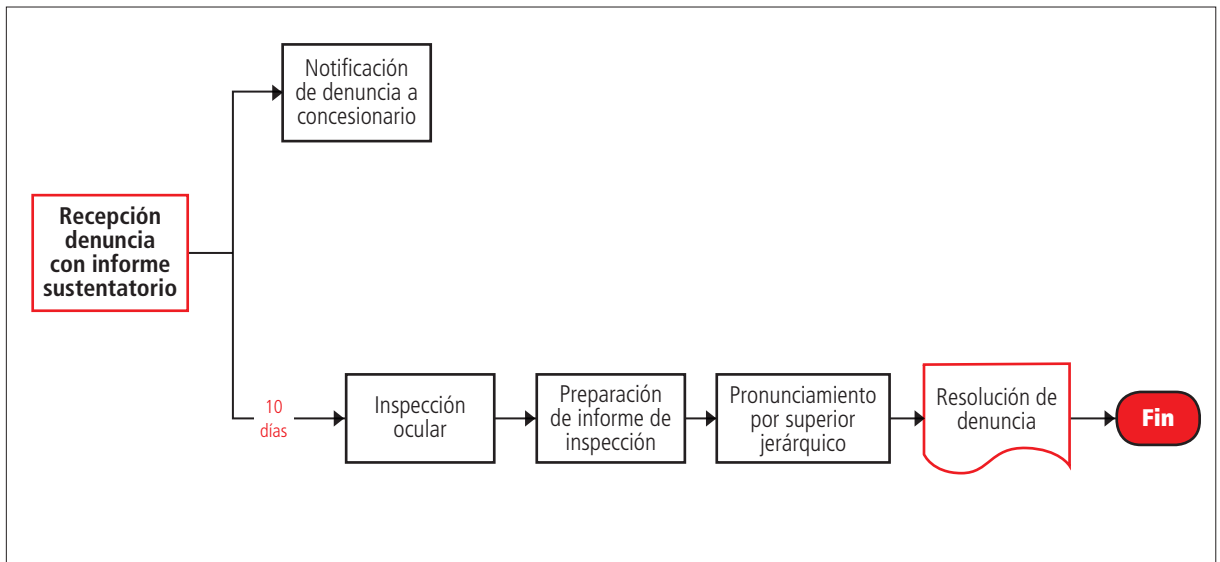 Notificación
de denuncia a
concesionario
Recepción
denuncia
con informe
sustentatorio
10
días
Inspección
ocular
Preparación
de informe de
inspección
Pronunciamiento
por superior
jerárquico
Resolución de
denuncia
Fin